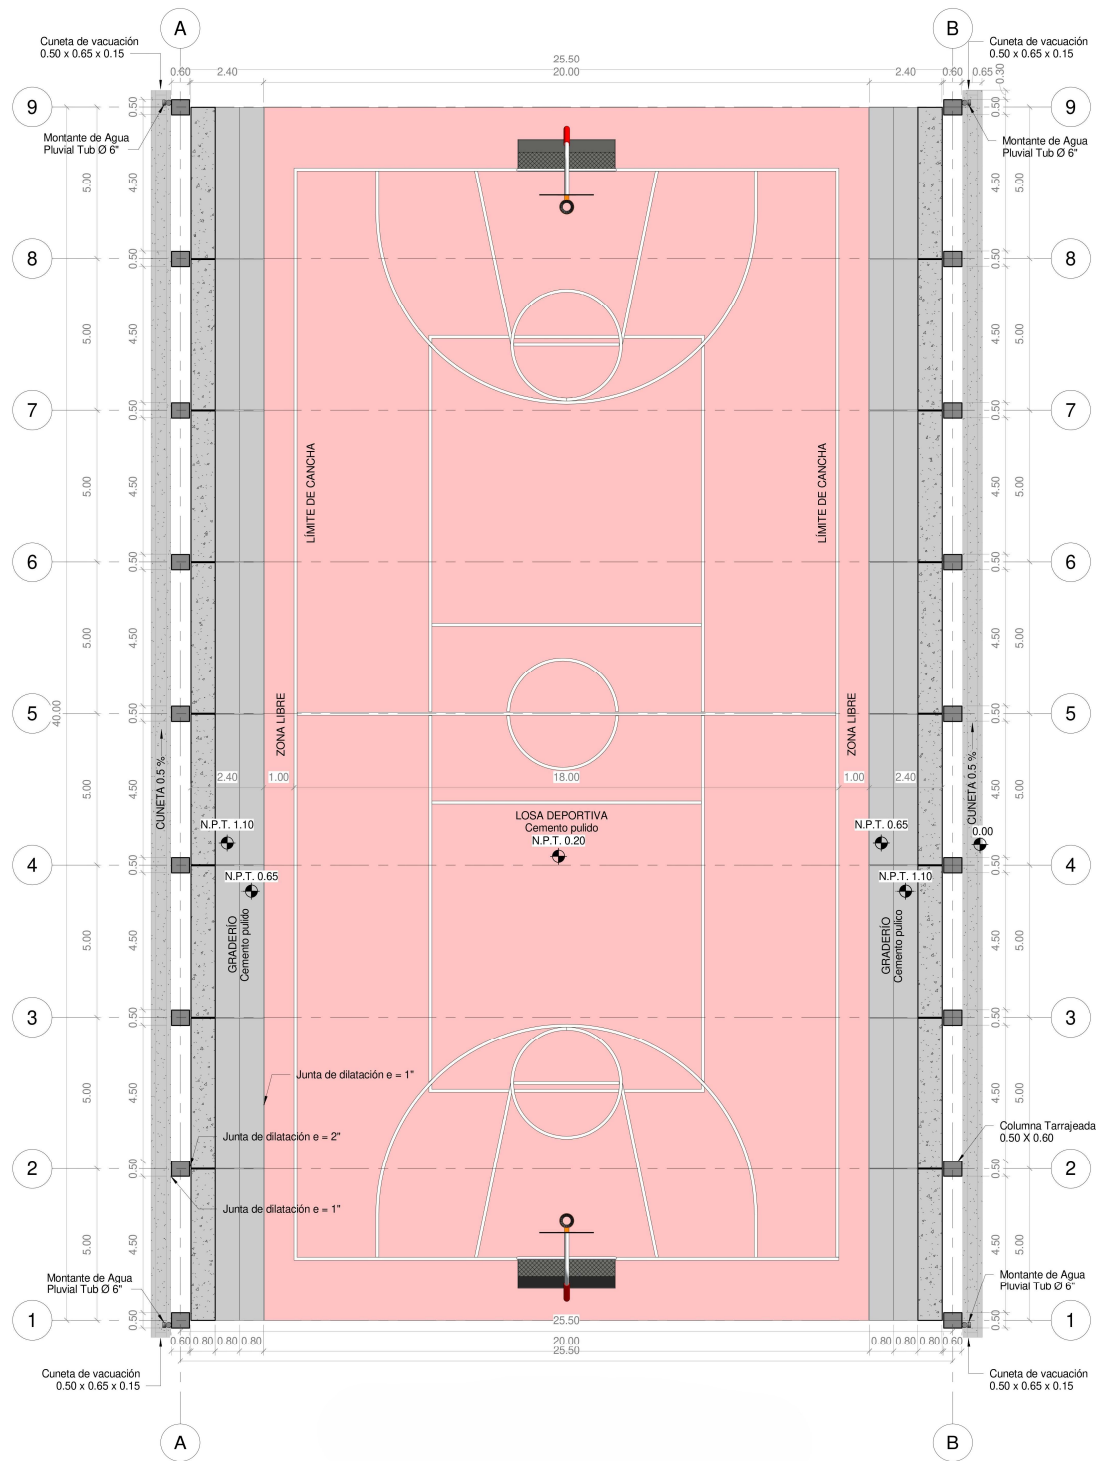 A
B
Cuneta de vacuación
0.50 x 0.65 x 0.15
Cuneta de vacuación
0.50 x 0.65 x 0.15
25.50
0.60
2.40
20.00
2.40
0.60
0.65
0.30
9
0.50
0.50
9
Montante de Agua
Pluvial Tub Ø 6"
Montante de Agua
Pluvial Tub Ø 6"
5.00
4.50
4.50
5.00
8
0.50
0.50
8
5.00
4.50
4.50
5.00
7
0.50
0.50
7
LÍMITE DE CANCHA
LÍMITE DE CANCHA
5.00
4.50
4.50
5.00
6
0.50
0.50
6
5.00
4.50
4.50
5.00
5
40.00
0.50
ZONA LIBRE
ZONA LIBRE
0.50
5
CUNETA 0.5 %
CUNETA 0.5 %
5.00
4.50
2.40
1.00
18.00
1.00
2.40
4.50
5.00
LOSA DEPORTIVA
Cemento pulido
N.P.T. 0.20
N.P.T. 1.10
N.P.T. 0.65
0.00
4
0.50
0.50
4
N.P.T. 0.65
N.P.T. 1.10
GRADERÍO
Cemento pulido
GRADERÍO
Cemento pulico
5.00
4.50
4.50
5.00
3
0.50
0.50
3
Junta de dilatación e = 1"
5.00
4.50
4.50
5.00
Junta de dilatación e = 2"
Columna Tarrajeada
0.50 X 0.60
2
0.50
0.50
2
Junta de dilatación e = 1"
5.00
4.50
4.50
5.00
Montante de Agua
Pluvial Tub Ø 6"
Montante de Agua
Pluvial Tub Ø 6"
1
0.50
25.50
0.50
1
0.60
0.80
0.80
0.80
20.00
0.80
0.80
0.80
0.60
25.50
Cuneta de vacuación
0.50 x 0.65 x 0.15
Cuneta de vacuación
0.50 x 0.65 x 0.15
A
B